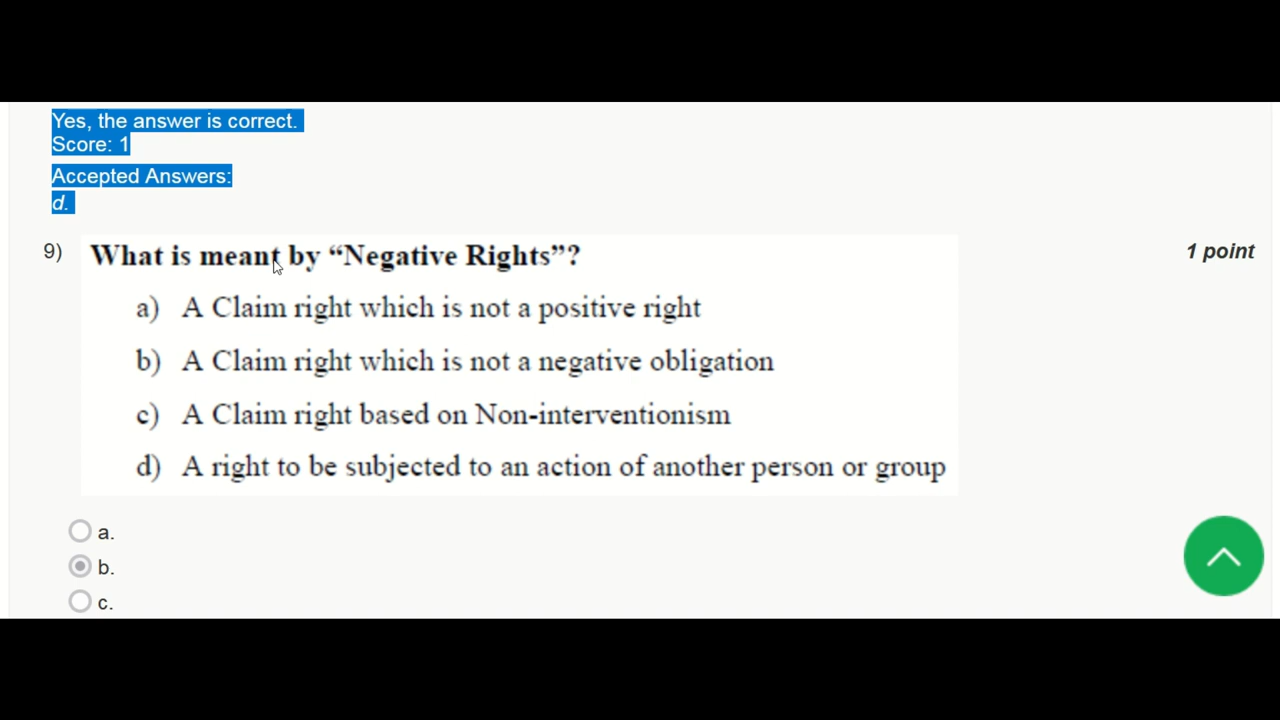 Yes, the answer is correct.
Score: 1
Accepted Answers:
d.
9) What is meant by “Negative Rights”? 1 point
a) A Claim right which is not a positive right
b) A Claim right which is not a negative obligation
c) A Claim right based on Non-interventionism
d) A right to be subjected to an action of another person or group
a.
b.
c.